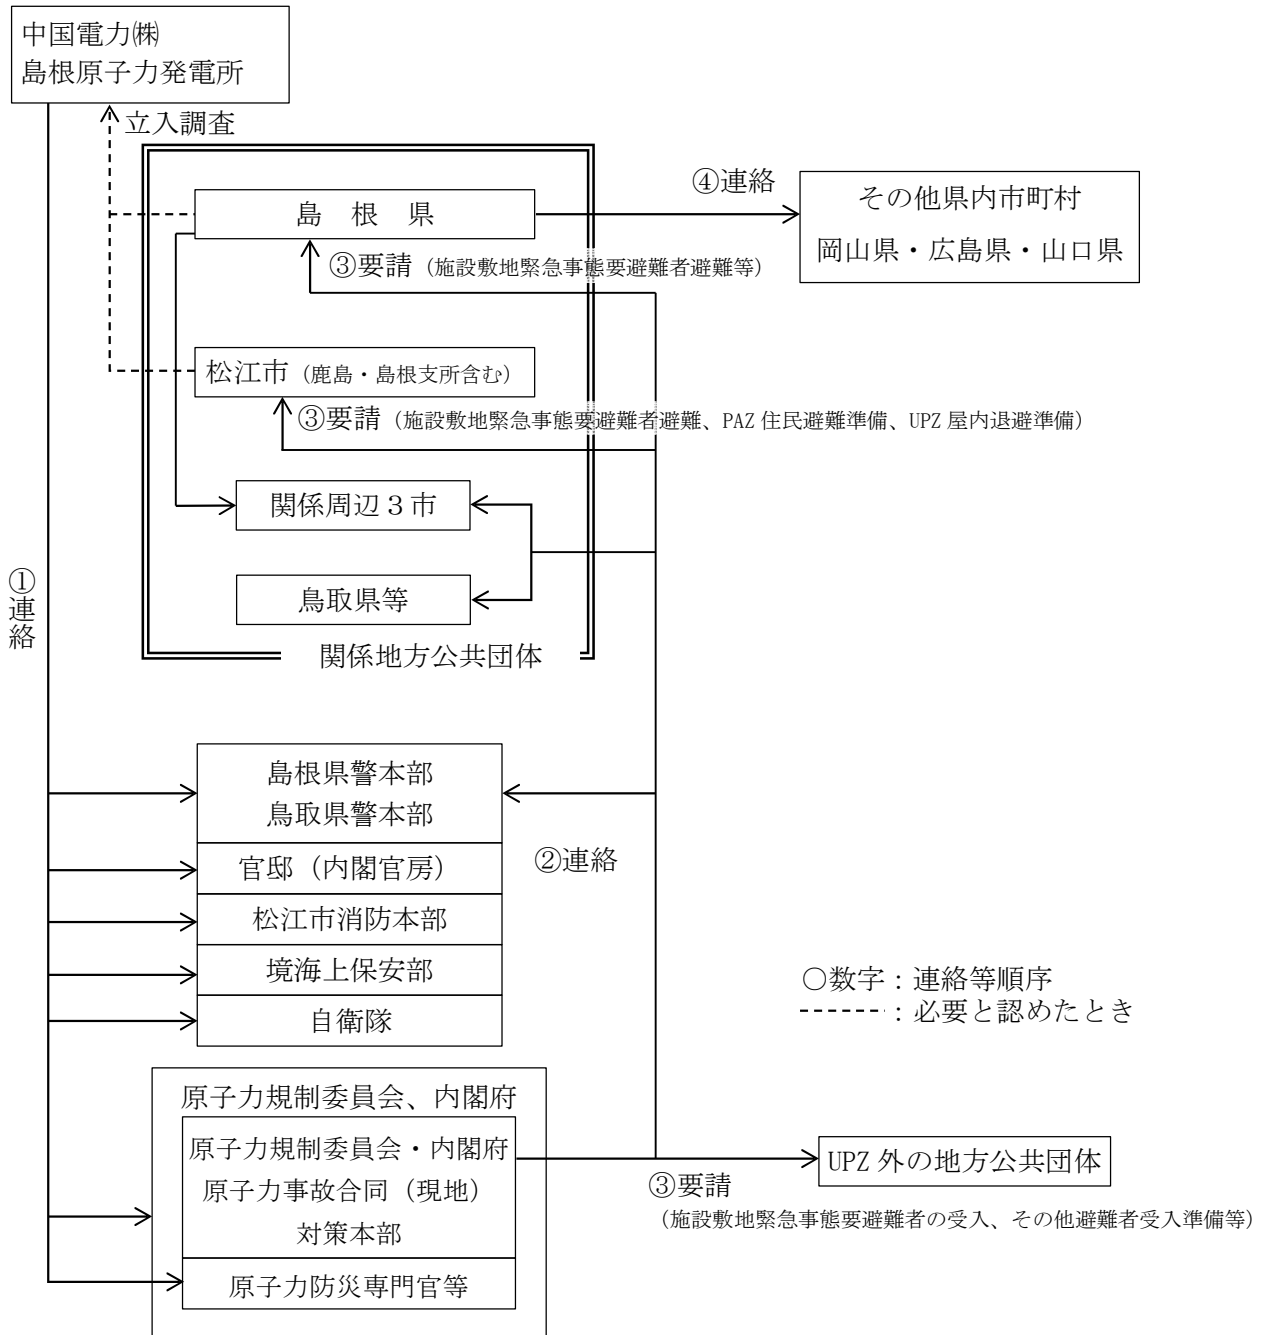 中国電力㈱
島根原子力発電所
立入調査
島　根　県
④連絡
その他県内市町村
岡山県・広島県・山口県
③要請（施設敷地緊急事態要避難者避難等）
松江市（鹿島・島根支所含む）
③要請（施設敷地緊急事態要避難者避難、PAZ 住民避難準備、UPZ 屋内退避準備）
関係周辺３市
鳥取県等
関係地方公共団体
①連絡
島根県警本部
鳥取県警本部
官邸（内閣官房）
②連絡
松江市消防本部
境海上保安部
自衛隊
○数字：連絡等順序
：必要と認めたとき
原子力規制委員会、内閣府
原子力規制委員会・内閣府
原子力事故合同（現地）
対策本部
原子力防災専門官等
UPZ 外の地方公共団体
③要請
（施設敷地緊急事態要避難者の受入、その他避難者受入準備等）